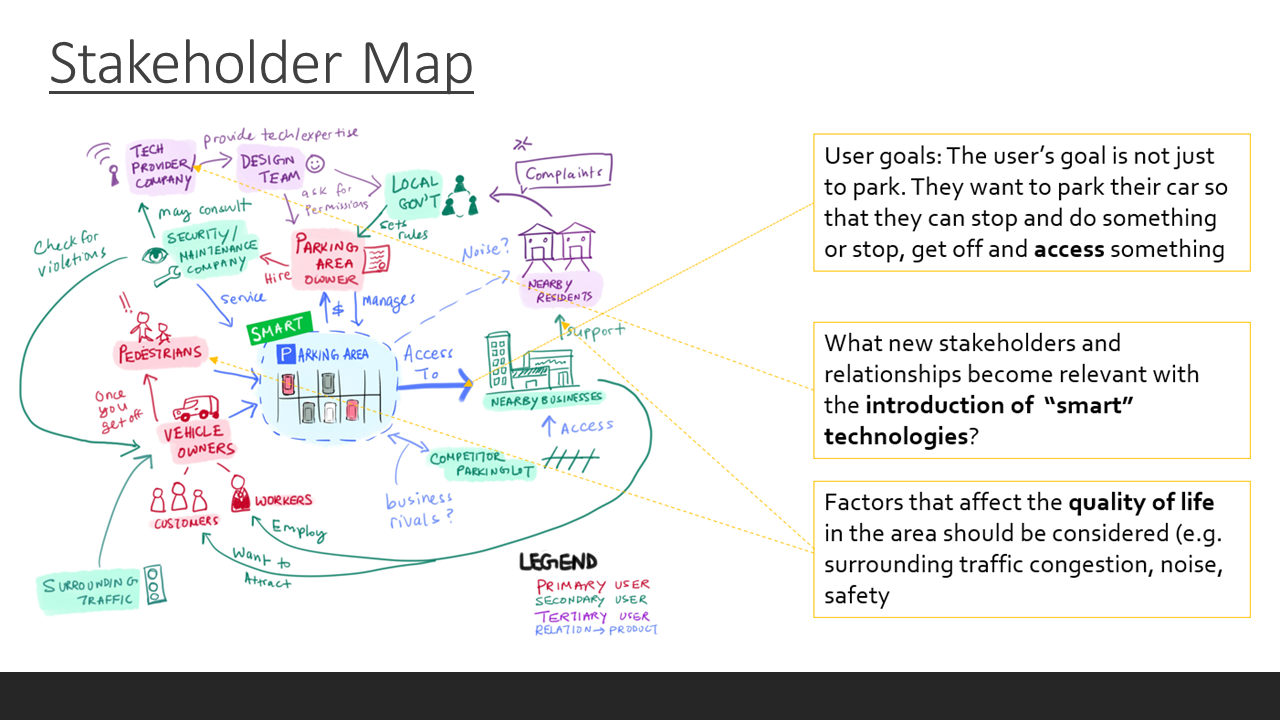 Stakeholder Map
provide tech/expertise
TECH
PROVIDER/
COMPANY
DESIGN
TEAM
ask for
permissions
LOCAL
GOV'T
Complaints
may consult
sets
rules
SECURITY/
MAINTENANCE
COMPANY
Check for
violetions
Hire
PARKING
AREA
OWNER
Noise?
NEARBY
RESIDENTS
service
$
manages
!!
SMART
PEDESTRIANS
P ARKING AREA
Access
To
support
NEARBY BUSINESSES
Once
you
get off
VEHICLE
OWNERS
ACCESS
COMPETITOR
PARKING LOT
business
rivals?
CUSTOMERS
WORKERS
Employ
Want to
Attract
SURROUNDING
TRAFFIC
LEGEND
PRIMARY USER
SECONDARY USER
TERTIARY USER
RELATION→PRODUCT
User goals: The user's goal is not just
to park. They want to park their car so
that they can stop and do something
or stop, get off and access something
What new stakeholders and
relationships become relevant with
the introduction of "smart"
technologies?
Factors that affect the quality of life
in the area should be considered (e.g.
surrounding traffic congestion, noise,
safety